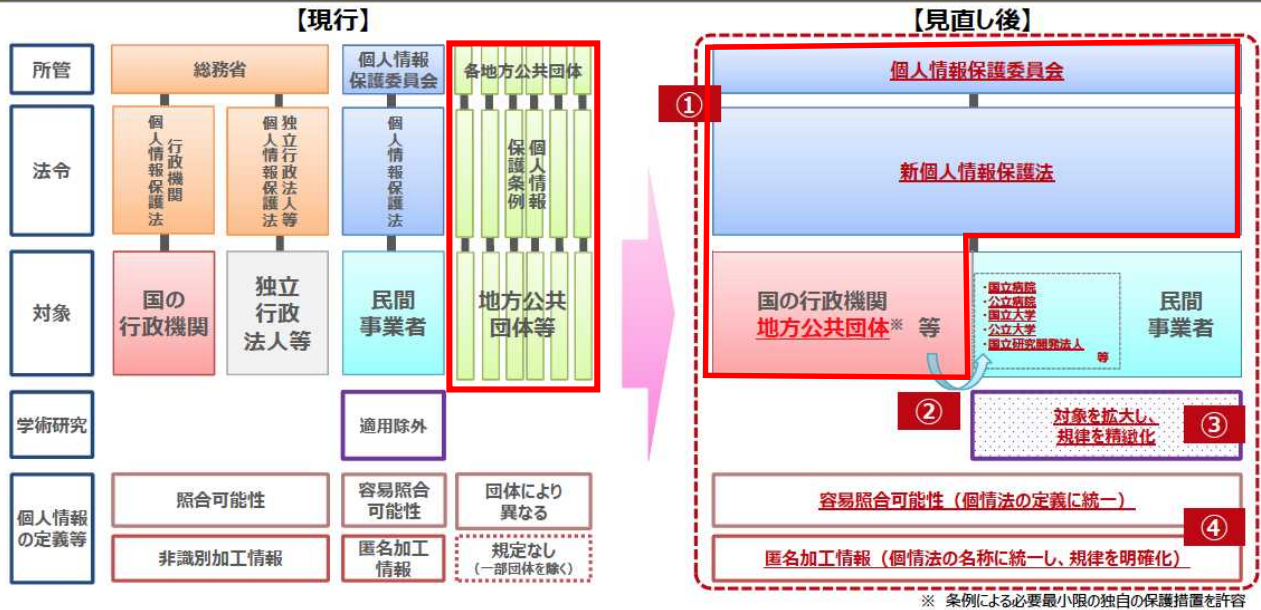 【現行】
【見直し後】
所管
総務省
個人情報
保護委員会
各地方公共団体
個人情報保護委員会
①
法令
行政機関
個人情報保護法
独立行政法人等
個人情報保護法
個人情報保護法
個人情報
保護条例
新個人情報保護法
対象
国の
行政機関
独立
行政
法人等
民間
事業者
地方公共
団体等
国の行政機関
地方公共団体※ 等
・国立病院
・公立病院
・国立大学
・公立大学
・国立研究開発法人
等
民間
事業者
②
学術研究
適用除外
対象を拡大し、
規律を精緻化
③
個人情報
の定義等
照合可能性
容易照合
可能性
団体により
異なる
容易照合可能性（個情法の定義に統一）
④
非識別加工情報
匿名加工
情報
規定なし
（一部団体を除く）
匿名加工情報（個情法の名称に統一し、規律を明確化）
※ 条例による必要最小限の独自の保護措置を許容